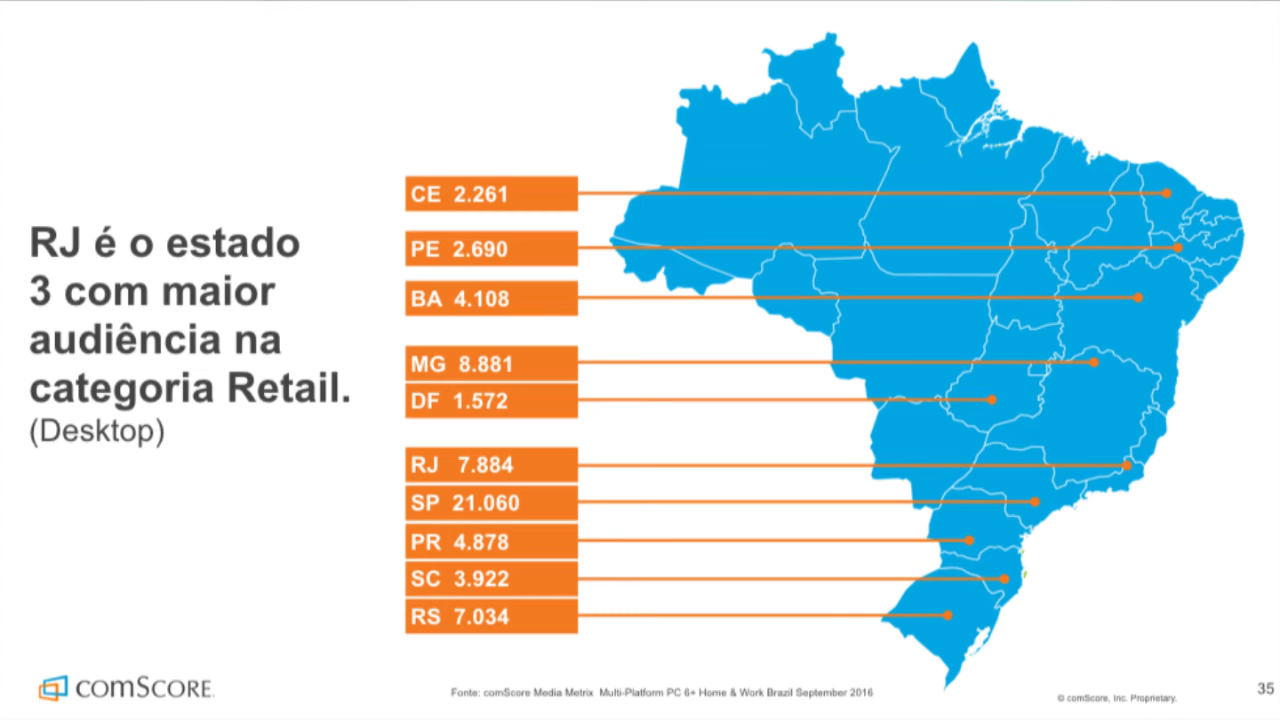 RJ é o estado
3 com maior
audiência na
categoria Retail.
(Desktop)
CE 2.261
PE 2.690
BA 4.108
MG 8.881
DF 1.572
RJ 7.884
SP 21.060
PR 4.878
SC 3.922
RS 7.034
comSCORE.
Fonte: comScore Media Metrix Multi-Platform PC 6+ Home & Work Brazil September 2016
© comScore, Inc. Proprietary.
35